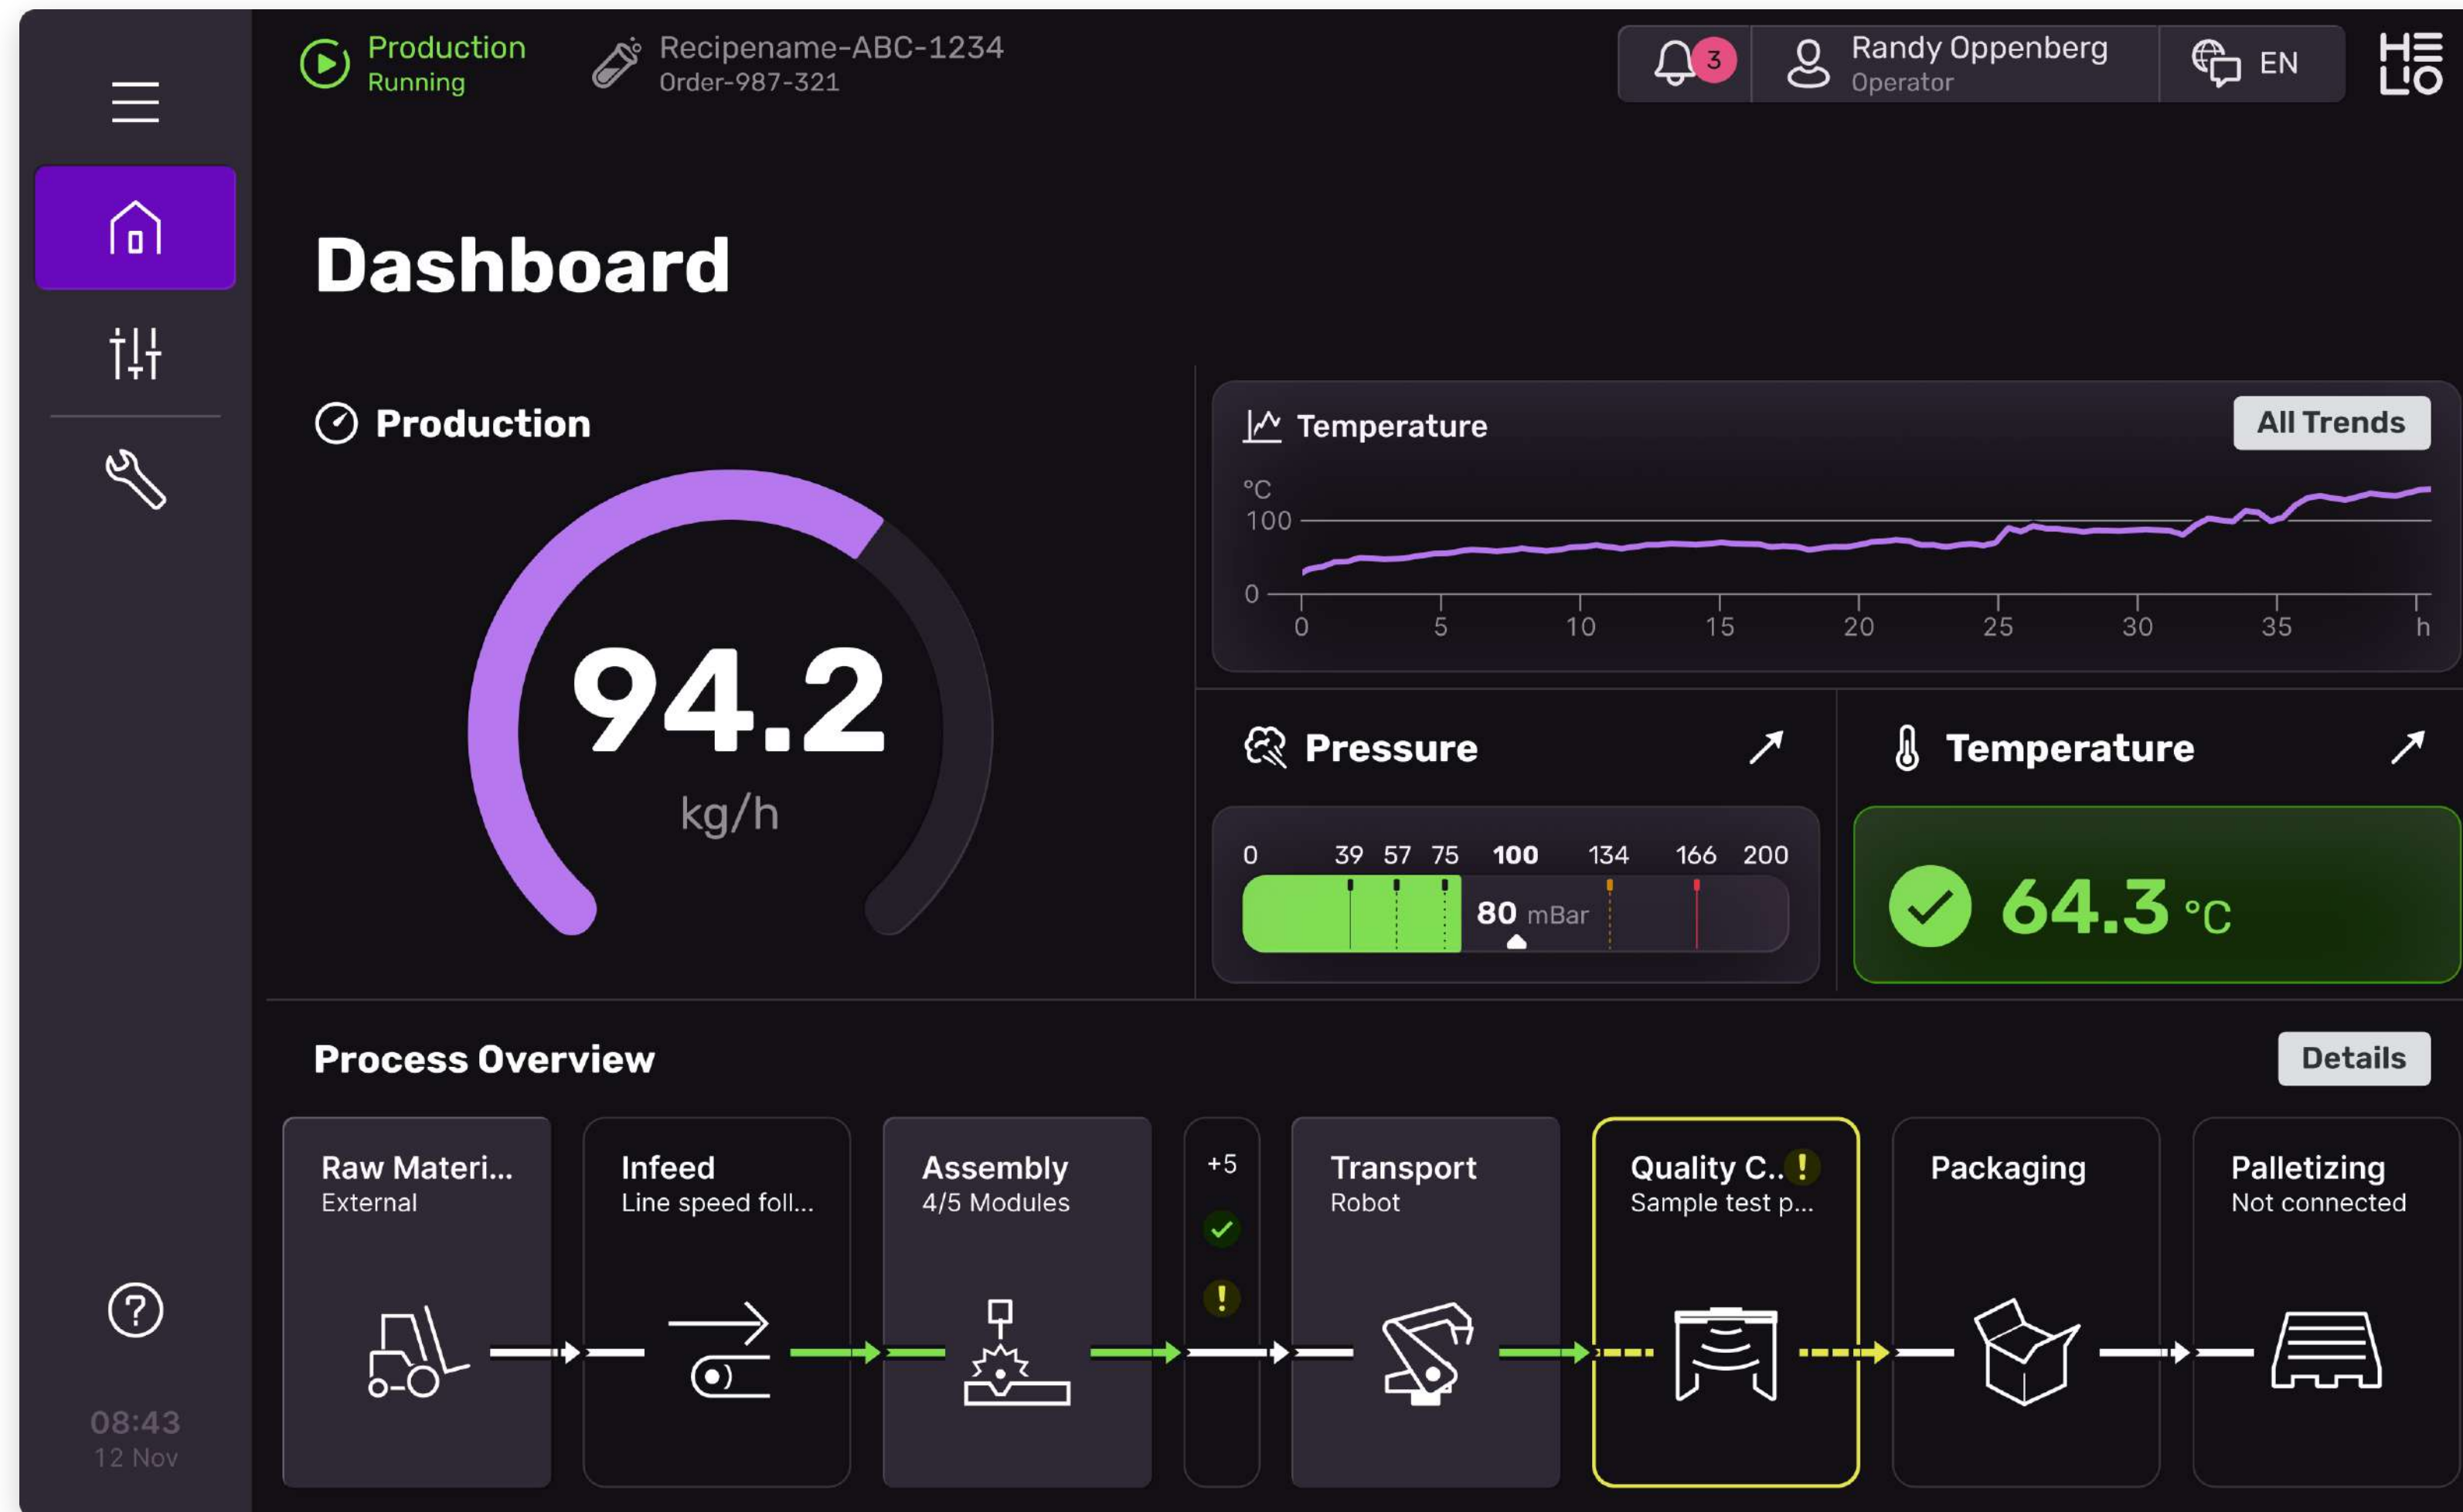 Production
Running
Recipename-ABC-1234
Order-987-321
3
Randy Oppenberg
Operator
EN
HELIO
Dashboard
Production
94.2
kg/h
Temperature
All Trends
°C
100
0
0 5 10 15 20 25 30 35 h
Pressure
0 39 57 75 100 134 166 200
80 mBar
Temperature
64.3 °C
Process Overview
Details
Raw Materi...
External
Infeed
Line speed foll...
Assembly
4/5 Modules
+5
!
Transport
Robot
Quality C.. !
Sample test p...
Packaging
Palletizing
Not connected
?
08:43
12 Nov